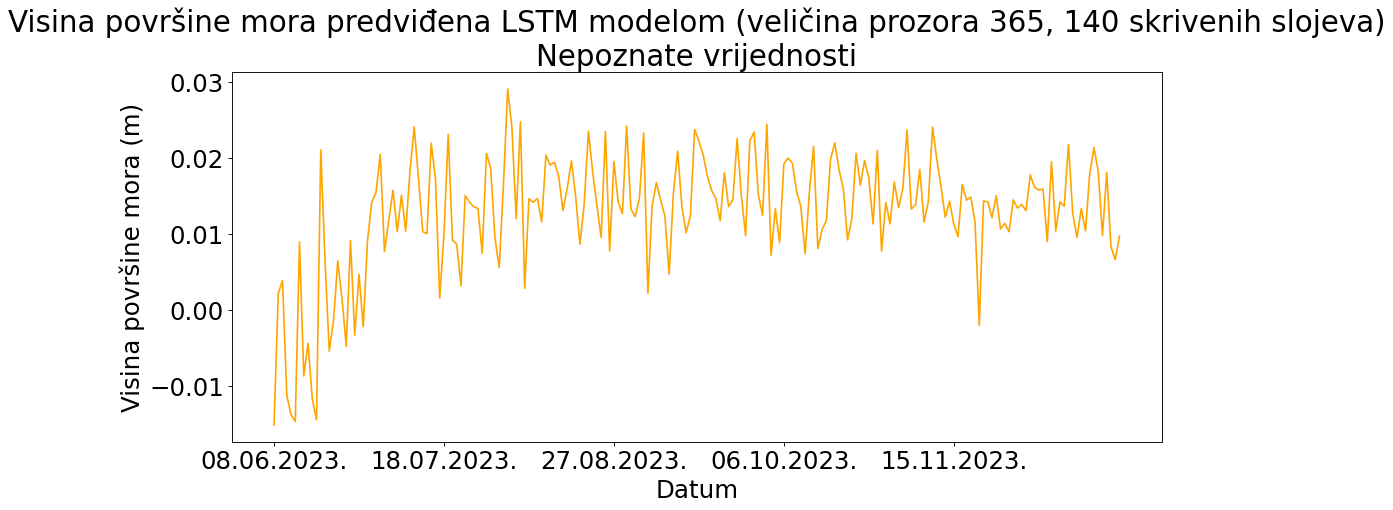 Visina površine mora predviđena LSTM modelom (veličina prozora 365, 140 skrivenih slojeva)
Nepoznate vrijednosti
Visina površine mora (m)
0.03
0.02
0.01
0.00
−0.01
08.06.2023. 18.07.2023. 27.08.2023. 06.10.2023. 15.11.2023.
Datum